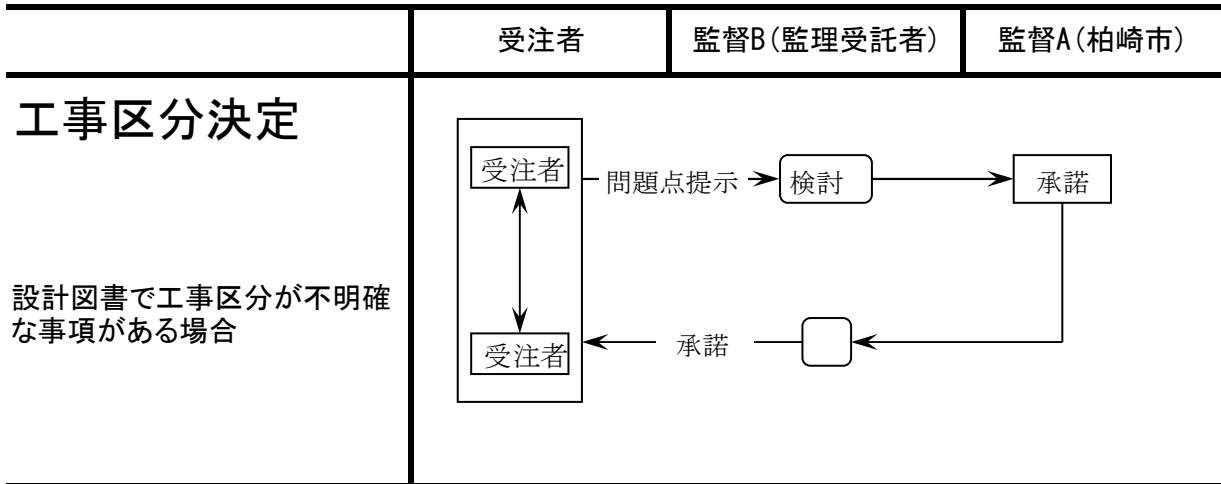 受注者
監督B(監理受託者)
監督A(柏崎市)
工事区分決定
受注者
問題点提示
検討
承諾
設計図書で工事区分が不明確
な事項がある場合
受注者
承諾